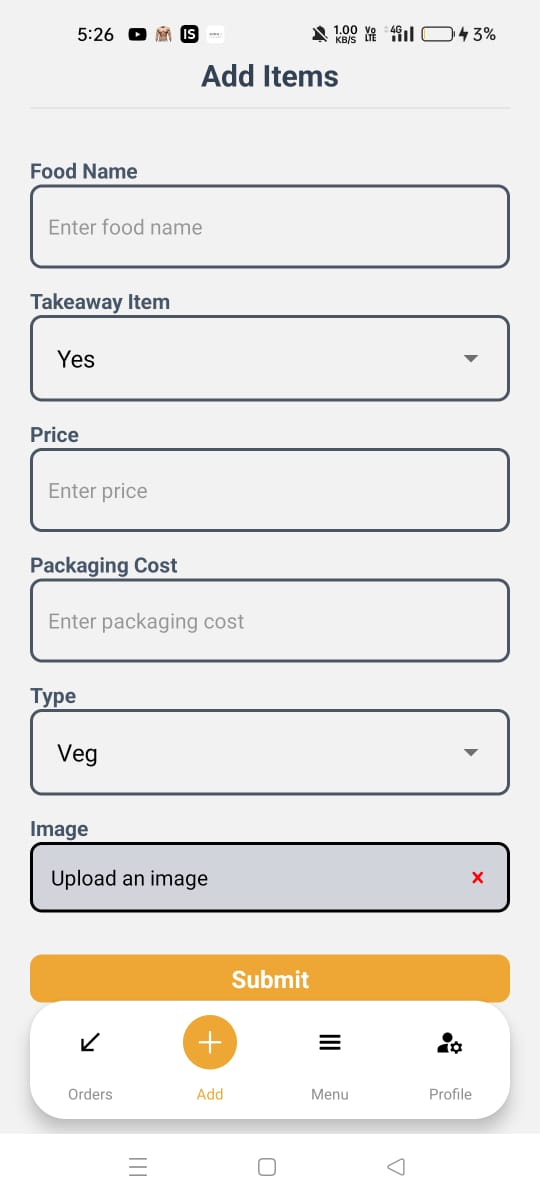 5:26
IS
1.00 KB/S
VO LTE
4G
3%
Add Items
Food Name
Enter food name
Takeaway Item
Yes
Price
Enter price
Packaging Cost
Enter packaging cost
Type
Veg
Image
Upload an image
Submit
Orders
Add
Menu
Profile